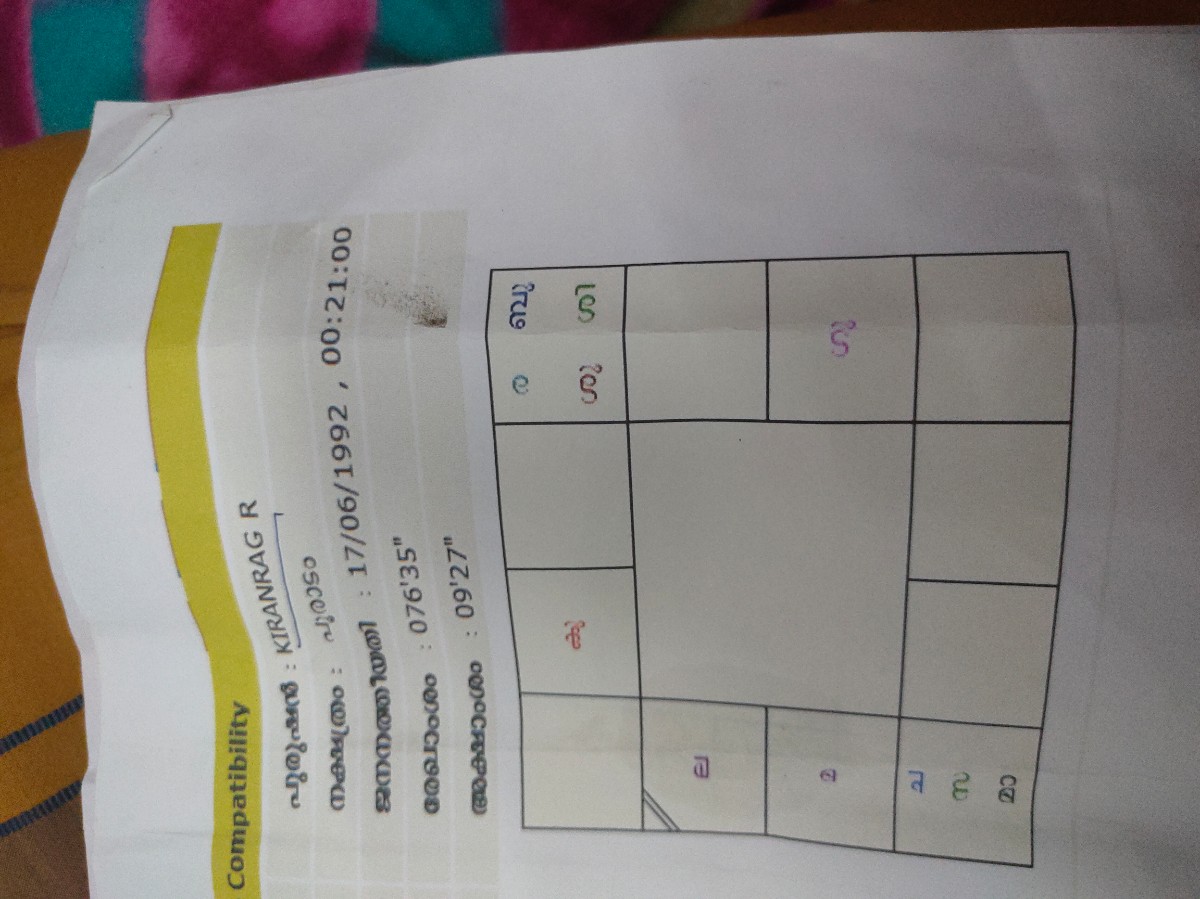 Compatibility
പുരുഷൻ : KIRANRAG R
നക്ഷത്രം : പൂരാടം
ജനനത്തീയതി : 17/06/1992 , 00:21:00
രേഖാംശം : 076'35"
അക്ഷാംശം : 09'27"
ര ബു
കു
ശു ശി
ല
മ ഗു
ച
സ
മാ